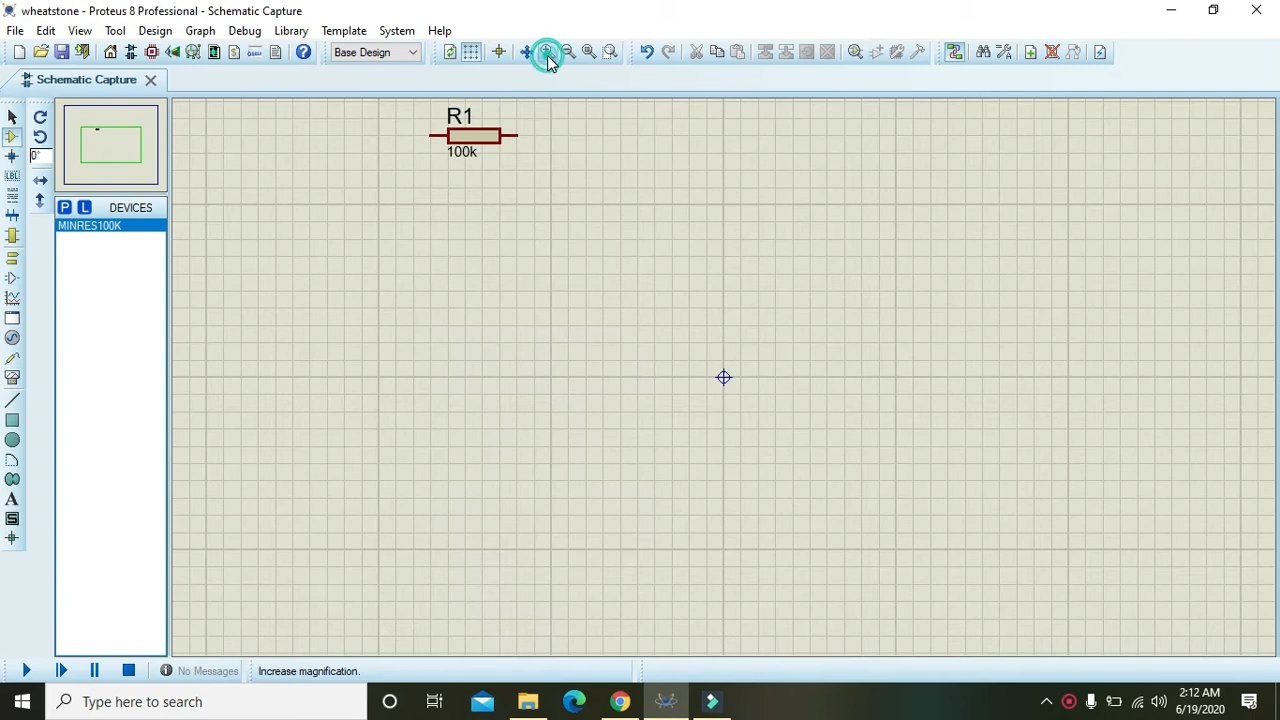 wheatstone - Proteus 8 Professional - Schematic Capture
File Edit View Tool Design Graph Debug Library Template System Help
Base Design
Schematic Capture
R1
100k
0°
LBL
P L DEVICES
MINRES100K
A
S
No Messages
Increase magnification.
Type here to search
2:12 AM
6/19/2020